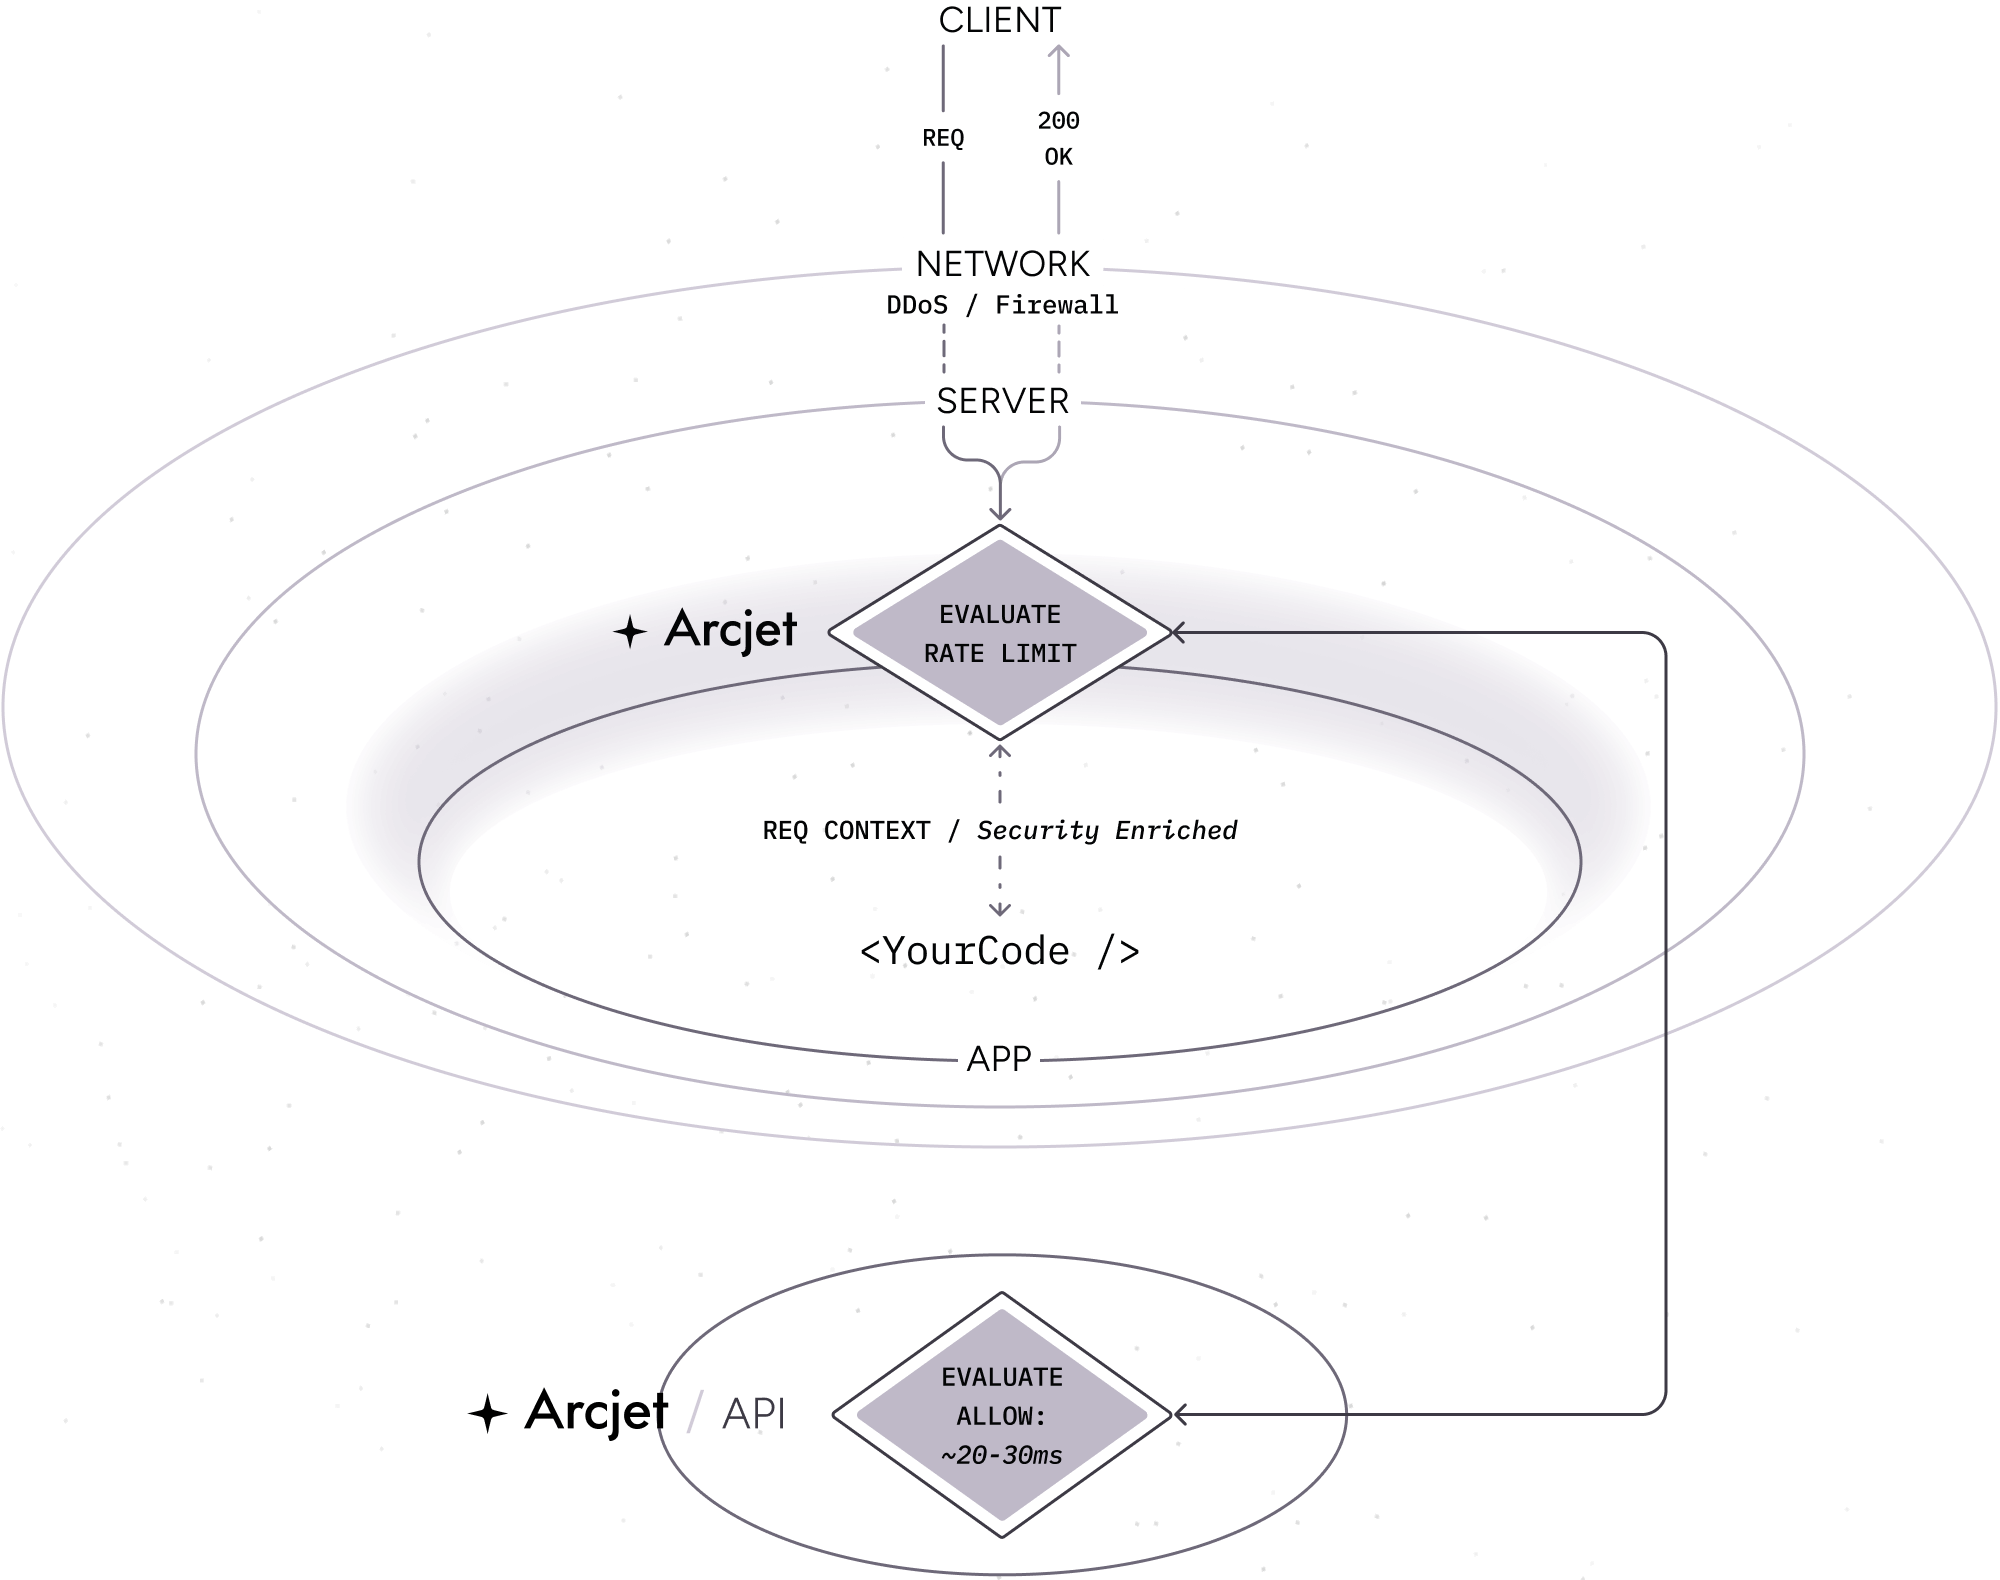 CLIENT
REQ
200
OK
NETWORK
DDoS / Firewall
SERVER
Arcjet
EVALUATE
RATE LIMIT
REQ CONTEXT / Security Enriched
<YourCode />
APP
Arcjet / API
EVALUATE
ALLOW:
~20-30ms